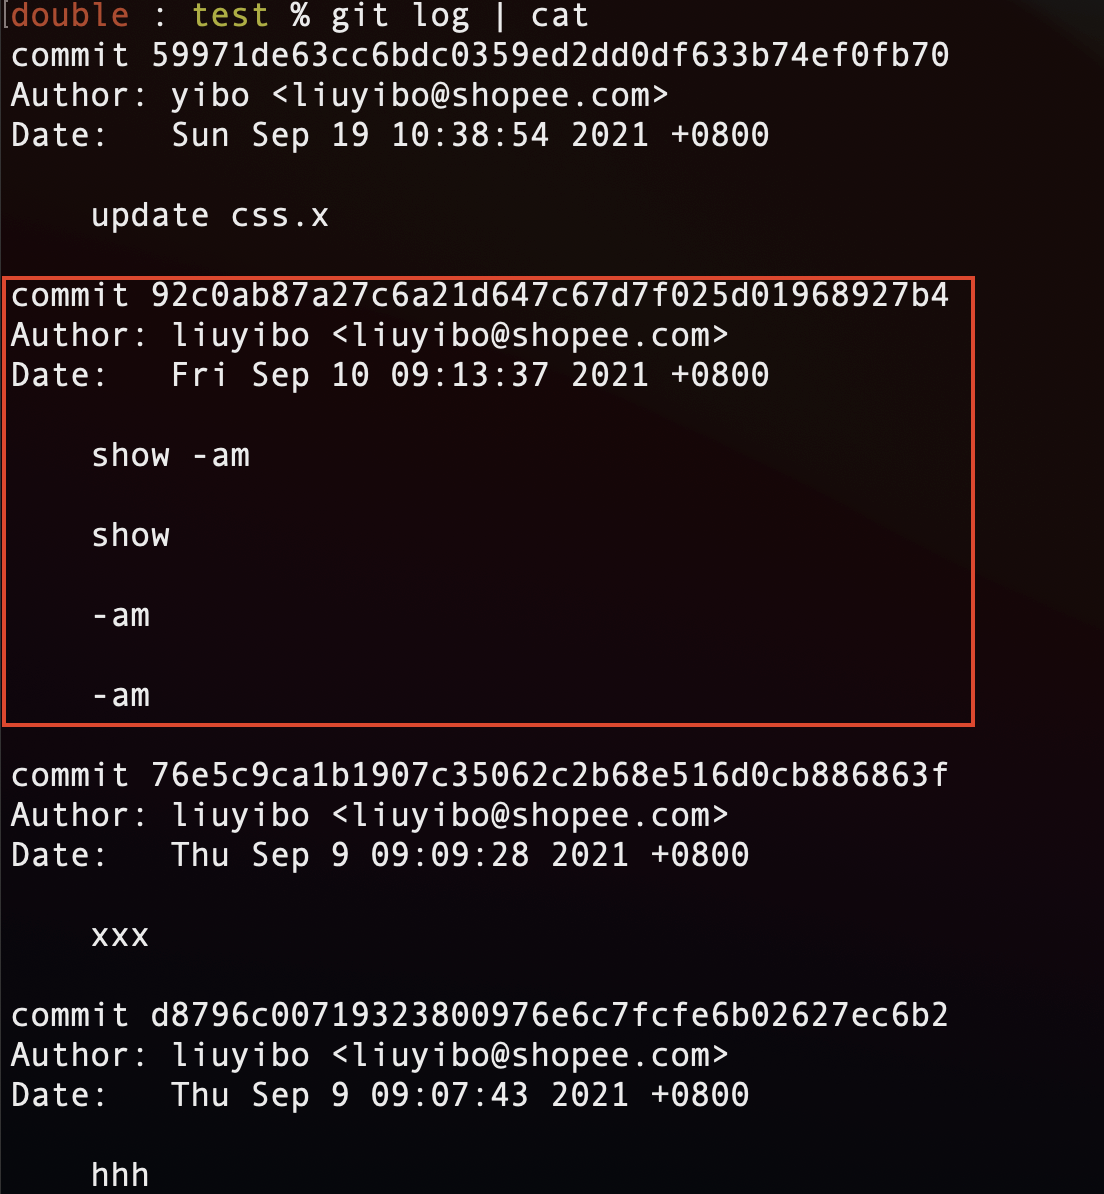 double : test % git log | cat
commit 59971de63cc6bdc0359ed2dd0df633b74ef0fb70
Author: yibo <liuyibo@shopee.com>
Date:   Sun Sep 19 10:38:54 2021 +0800
update css.x
commit 92c0ab87a27c6a21d647c67d7f025d01968927b4
Author: liuyibo <liuyibo@shopee.com>
Date:   Fri Sep 10 09:13:37 2021 +0800
show -am
show
-am
-am
commit 76e5c9ca1b1907c35062c2b68e516d0cb886863f
Author: liuyibo <liuyibo@shopee.com>
Date:   Thu Sep 9 09:09:28 2021 +0800
xxx
commit d8796c00719323800976e6c7fcfe6b02627ec6b2
Author: liuyibo <liuyibo@shopee.com>
Date:   Thu Sep 9 09:07:43 2021 +0800
hhh